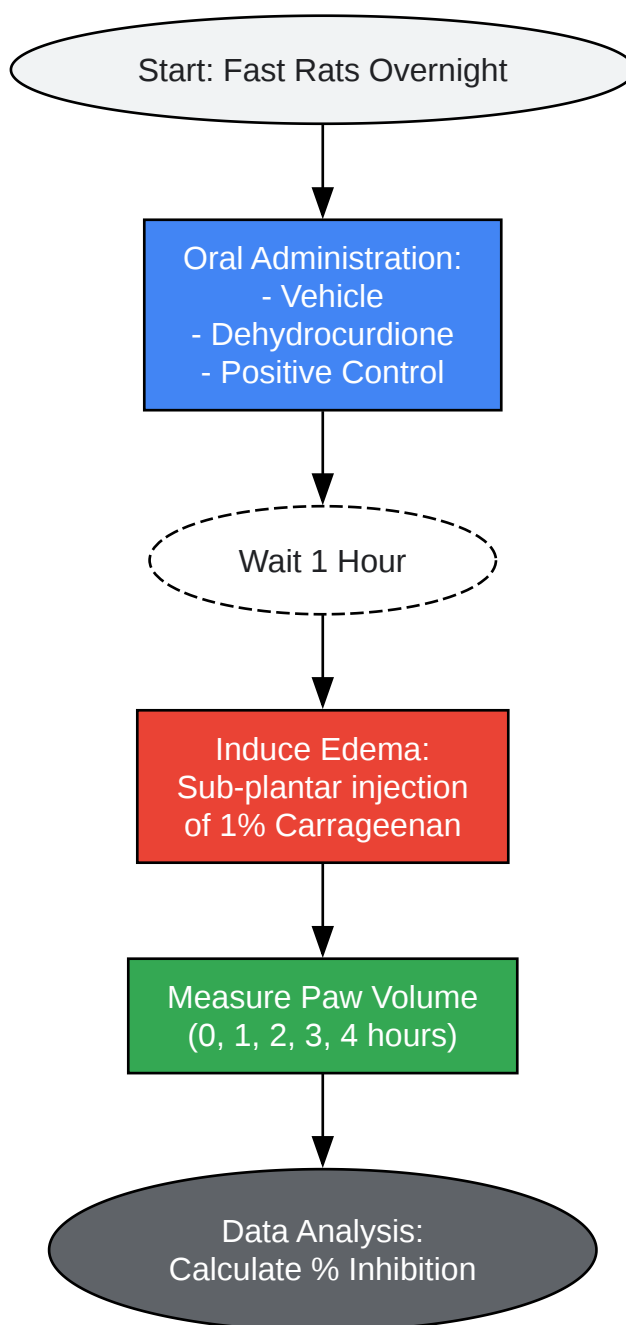 Start: Fast Rats Overnight
Oral Administration:
- Vehicle
- Dehydrocurdione
- Positive Control
Wait 1 Hour
Induce Edema:
Sub-plantar injection
of 1% Carrageenan
Measure Paw Volume
(0, 1, 2, 3, 4 hours)
Data Analysis:
Calculate % Inhibition